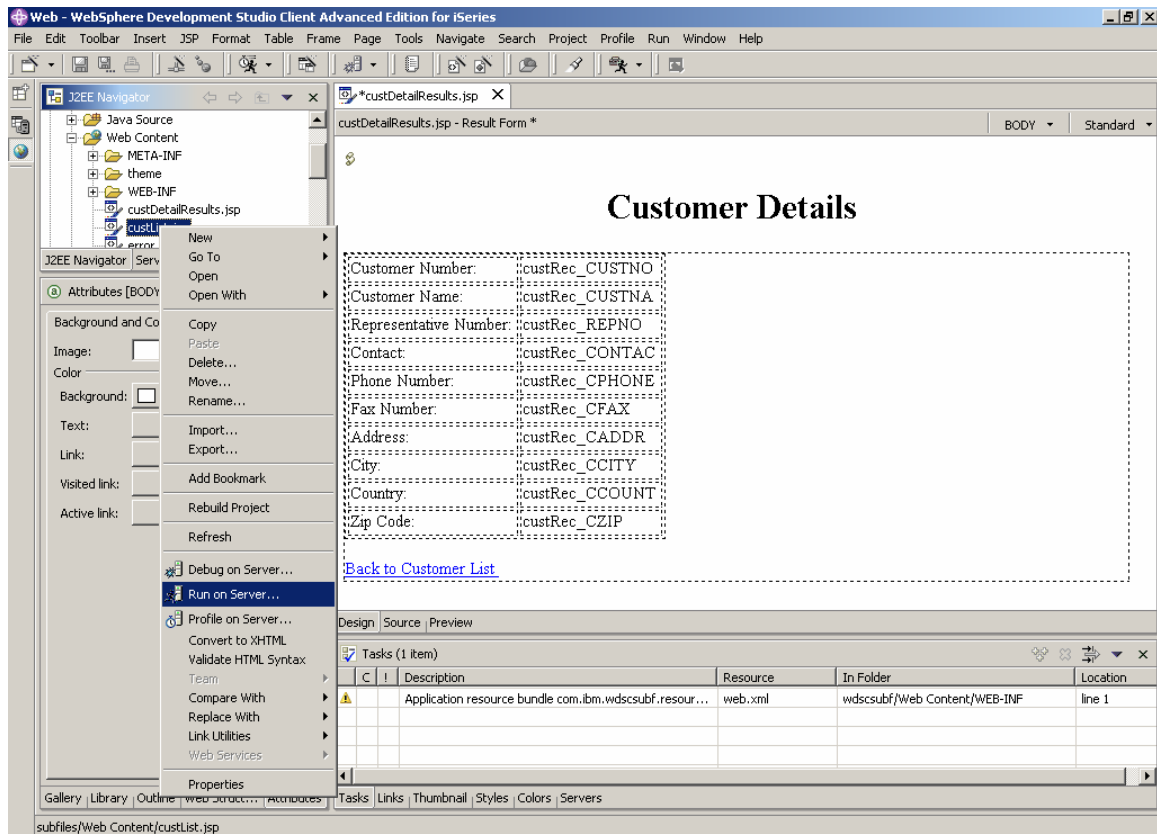 Web - WebSphere Development Studio Client Advanced Edition for iSeries
File Edit Toolbar Insert JSP Format Table Frame Page Tools Navigate Search Project Profile Run Window Help
J2EE Navigator
Java Source
Web Content
META-INF
theme
WEB-INF
custDetailResults.jsp
custLi
error
J2EE Navigator Serv
Attributes [BODY
Background and Co
Image:
Color
Background:
Text:
Link:
Visited link:
Active link:
Gallery Library Outline Web Struct... Attributes
New
Go To
Open
Open With
Copy
Paste
Delete...
Move...
Rename...
Import...
Export...
Add Bookmark
Rebuild Project
Refresh
Debug on Server...
Run on Server...
Profile on Server...
Convert to XHTML
Validate HTML Syntax
Team
Compare With
Replace With
Link Utilities
Web Services
Properties
*custDetailResults.jsp
custDetailResults.jsp - Result Form * BODY Standard
Customer Details
Customer Number: custRec_CUSTNO
Customer Name: custRec_CUSTNA
Representative Number: custRec_REPNO
Contact: custRec_CONTAC
Phone Number: custRec_CPHONE
Fax Number: custRec_CFAX
Address: custRec_CADDR
City: custRec_CCITY
Country: custRec_CCOUNT
Zip Code: custRec_CZIP
Back to Customer List
Design Source Preview
Tasks (1 item)
C ! Description Resource In Folder Location
Application resource bundle com.ibm.wdscsubf.resour... web.xml wdscsubf/Web Content/WEB-INF line 1
Tasks Links Thumbnail Styles Colors Servers
subfiles/Web Content/custList.jsp